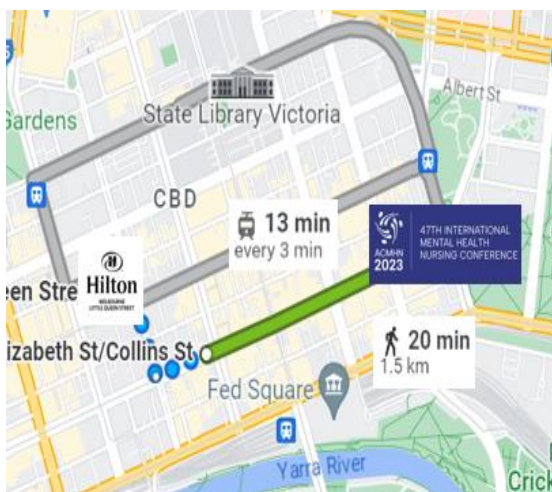 Albert St
State Library Victoria
Gardens
CBD
13 min
every 3 min
ACMHN
2023
47TH INTERNATIONAL
MENTAL HEALTH
NURSING CONFERENCE
een Stre
Hilton
MELBOURNE
LITTLE QUEEN STREET
lizabeth St/Collins St
20 min
1.5 km
Fed Square
Yarra River
Crick